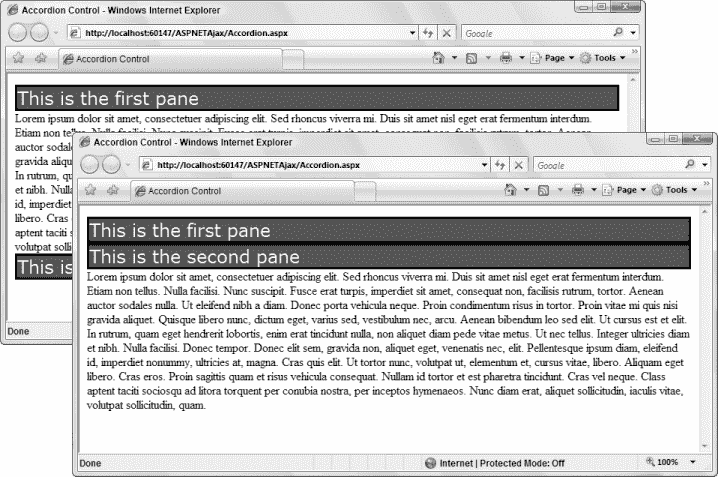 Accordion Control - Windows Internet Explorer
http://localhost:60147/ASPNETAjax/Accordion.aspx
Google
Accordion Control
Page
Tools
This is the first pane
Lorem ipsum dolor sit amet, consectetuer adipiscing elit. Sed rhoncus viverra mi. Duis sit amet nisl eget erat fermentum interdum.
Etiam non
auctor sodale
gravida aliqu
In rutrum, qu
et nibh. Nulla
id, imperdiet
libero. Cras
aptent taciti s
volutpat solli
This is
Done
Accordion Control - Windows Internet Explorer
http://localhost:60147/ASPNETAjax/Accordion.aspx
Google
Accordion Control
Page
Tools
This is the first pane
This is the second pane
Lorem ipsum dolor sit amet, consectetuer adipiscing elit. Sed rhoncus viverra mi. Duis sit amet nisl eget erat fermentum interdum.
Etiam non tellus. Nulla facilisi. Nunc suscipit. Fusce erat turpis, imperdiet sit amet, consequat non, facilisis rutrum, tortor. Aenean
auctor sodales nulla. Ut eleifend nibh a diam. Donec porta vehicula neque. Proin condimentum risus in tortor. Proin vitae mi quis nisi
gravida aliquet. Quisque libero nunc, dictum eget, varius sed, vestibulum nec, arcu. Aenean bibendum leo sed elit. Ut cursus est et elit.
In rutrum, quam eget hendrerit lobortis, enim erat tincidunt nulla, non aliquet diam pede vitae metus. Ut nec tellus. Integer ultricies diam
et nibh. Nulla facilisi. Donec tempor. Donec elit sem, gravida non, aliquet eget, venenatis nec, elit. Pellentesque ipsum diam, eleifend
id, imperdiet nonummy, ultricies at, magna. Cras quis elit. Ut tortor nunc, volutpat ut, elementum et, cursus vitae, libero. Aliquam eget
libero. Cras eros. Proin sagittis quam et risus vehicula consequat. Nullam id tortor et est pharetra tincidunt. Cras vel neque. Class
aptent taciti sociosqu ad litora torquent per conubia nostra, per inceptos hymenaeos. Nunc diam erat, aliquet sollicitudin, iaculis vitae,
volutpat sollicitudin, quam.
Done
Internet | Protected Mode: Off
100%